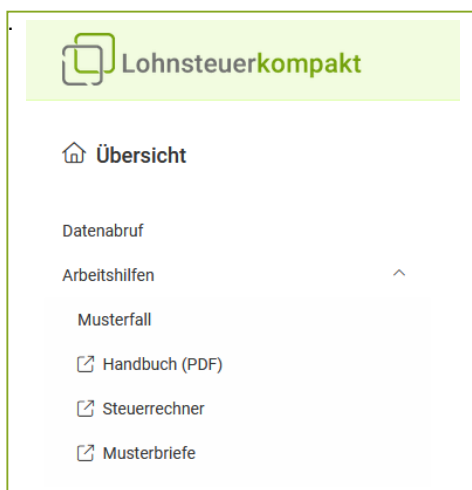 Lohnsteuerkompakt
Übersicht
Datenabruf
Arbeitshilfen
Musterfall
Handbuch (PDF)
Steuerrechner
Musterbriefe